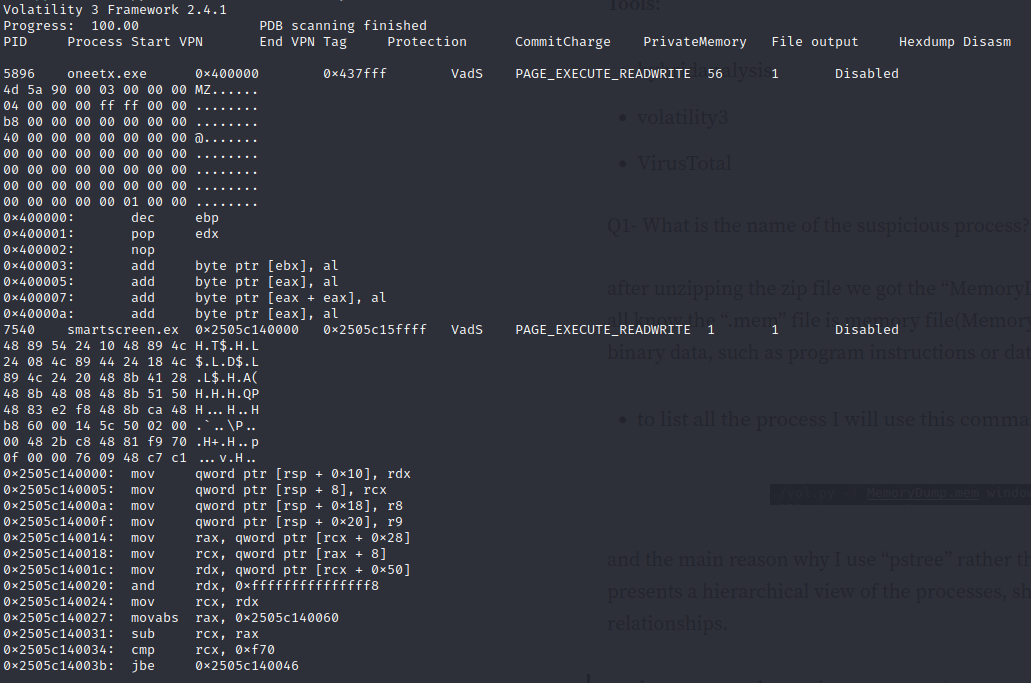 Volatility 3 Framework 2.4.1
Progress:  100.00               PDB scanning finished
PID     Process Start VPN       End VPN Tag     Protection      CommitCharge    PrivateMemory   File output     Hexdump Disasm
5896    oneetx.exe      0×400000        0×437fff        VadS    PAGE_EXECUTE_READWRITE  56      1       Disabled
4d 5a 90 00 03 00 00 00 MZ......
04 00 00 00 ff ff 00 00 ........
b8 00 00 00 00 00 00 00 ........
40 00 00 00 00 00 00 00 @.......
00 00 00 00 00 00 00 00 ........
00 00 00 00 00 00 00 00 ........
00 00 00 00 00 00 00 00 ........
00 00 00 00 00 01 00 00 ........
0×400000:       dec     ebp
0×400001:       pop     edx
0×400002:       nop
0×400003:       add     byte ptr [ebx], al
0×400005:       add     byte ptr [eax], al
0×400007:       add     byte ptr [eax + eax], al
0×40000a:       add     byte ptr [eax], al
7540    smartscreen.ex  0×2505c140000   0×2505c15ffff   VadS    PAGE_EXECUTE_READWRITE  1       1       Disabled
48 89 54 24 10 48 89 4c H.T$.H.L
24 08 4c 89 44 24 18 4c $.L.D$.L
89 4c 24 20 48 8b 41 28 .L$.H.A(
48 8b 48 08 48 8b 51 50 H.H.H.QP
48 83 e2 f8 48 8b ca 48 H...H..H
b8 60 00 14 5c 50 02 00 .`..\P..
00 48 2b c8 48 81 f9 70 .H+.H..p
0f 00 00 76 09 48 c7 c1 ...v.H..
0×2505c140000:  mov     qword ptr [rsp + 0×10], rdx
0×2505c140005:  mov     qword ptr [rsp + 8], rcx
0×2505c14000a:  mov     qword ptr [rsp + 0×18], r8
0×2505c14000f:  mov     qword ptr [rsp + 0×20], r9
0×2505c140014:  mov     rax, qword ptr [rcx + 0×28]
0×2505c140018:  mov     rcx, qword ptr [rax + 8]
0×2505c14001c:  mov     rdx, qword ptr [rcx + 0×50]
0×2505c140020:  and     rdx, 0×fffffffffffffff8
0×2505c140024:  mov     rcx, rdx
0×2505c140027:  movabs  rax, 0×2505c140060
0×2505c140031:  sub     rcx, rax
0×2505c140034:  cmp     rcx, 0×f70
0×2505c14003b:  jbe     0×2505c140046
Tools:
• volatility3
• VirusTotal
Q1- What is the name of the suspicious process?
after unzipping the zip file we got the “MemoryD
all know the “.mem” file is memory file(Memory
binary data, such as program instructions or dat
• to list all the process I will use this comma
MemoryDump.mem window
and the main reason why I use “pstree” rather th
presents a hierarchical view of the processes, sh
relationships.